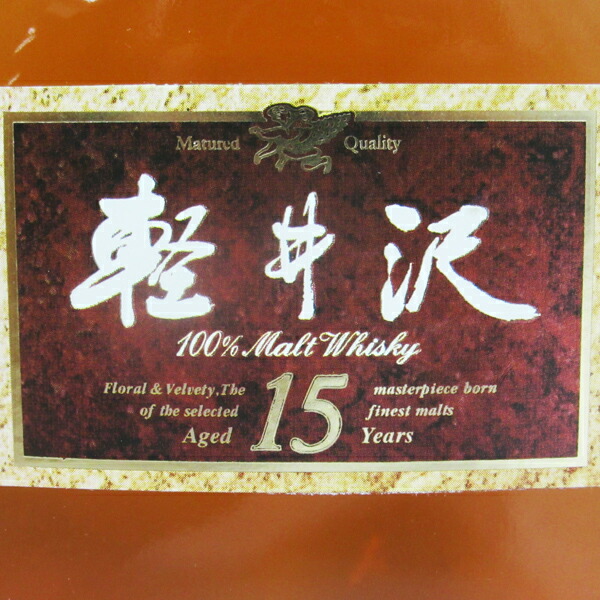 Matured Quality
軽井沢
100% Malt Whisky
Floral & Velvety, The masterpiece born
of the selected finest malts
Aged 15 Years